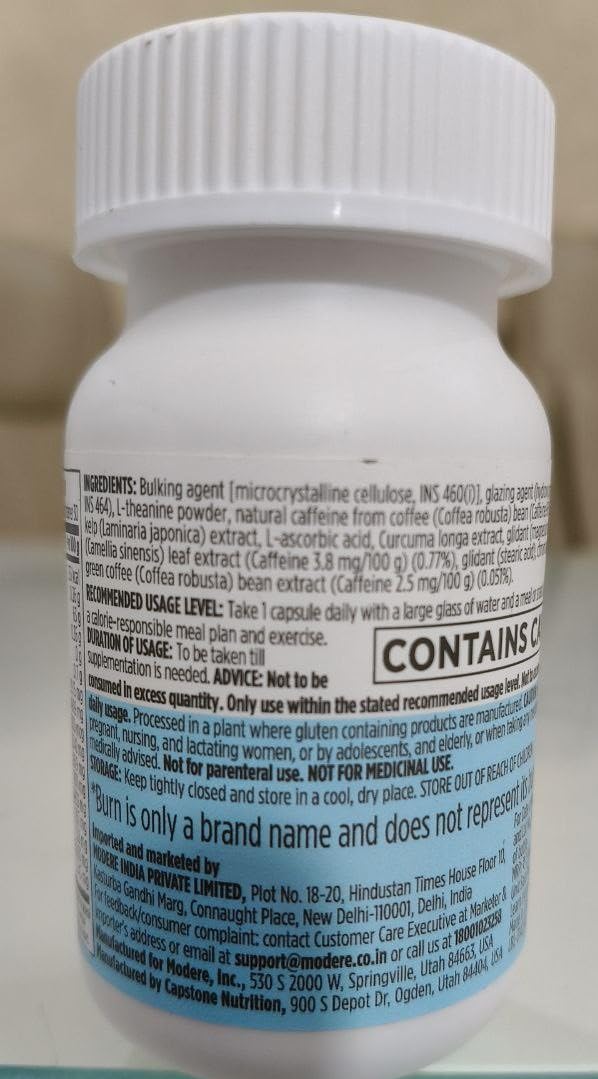 INGREDIENTS: Bulking agent [microcrystalline cellulose, INS 460(i)], glazing agent
INS 464), L-theanine powder, natural caffeine from coffee (Coffea robusta) bean
kelp (Laminaria japonica) extract, L-ascorbic acid, Curcuma longa extract, glidant
(Camellia sinensis) leaf extract (Caffeine 3.8 mg/100 g) (0.77%), glidant (stearic acid),
green coffee (Coffea robusta) bean extract (Caffeine 2.5 mg/100 g) (0.051%).
RECOMMENDED USAGE LEVEL: Take 1 capsule daily with a large glass of water and a meal
a calorie-responsible meal plan and exercise.
DURATION OF USAGE: To be taken till
supplementation is needed. ADVICE: Not to be
CONTAINS
consumed in excess quantity. Only use within the stated recommended usage level.
daily usage. Processed in a plant where gluten containing products are manufactured.
pregnant, nursing, and lactating women, or by adolescents, and elderly, or when taking
medically advised. Not for parenteral use. NOT FOR MEDICINAL USE.
STORAGE: Keep tightly closed and store in a cool, dry place. STORE OUT OF REACH OF
*Burn is only a brand name and does not represent its
Imported and marketed by
MODERE INDIA PRIVATE LIMITED, Plot No. 18-20, Hindustan Times House Floor 10,
Kasturba Gandhi Marg, Connaught Place, New Delhi-110001, Delhi, India
For feedback/consumer complaint: contact Customer Care Executive at Marketer &
Importer's address or email at support@modere.co.in or call us at 18001023258
Manufactured for Modere, Inc., 530 S 2000 W, Springville, Utah 84663, USA
Manufactured by Capstone Nutrition, 900 S Depot Dr, Ogden, Utah 84404, USA